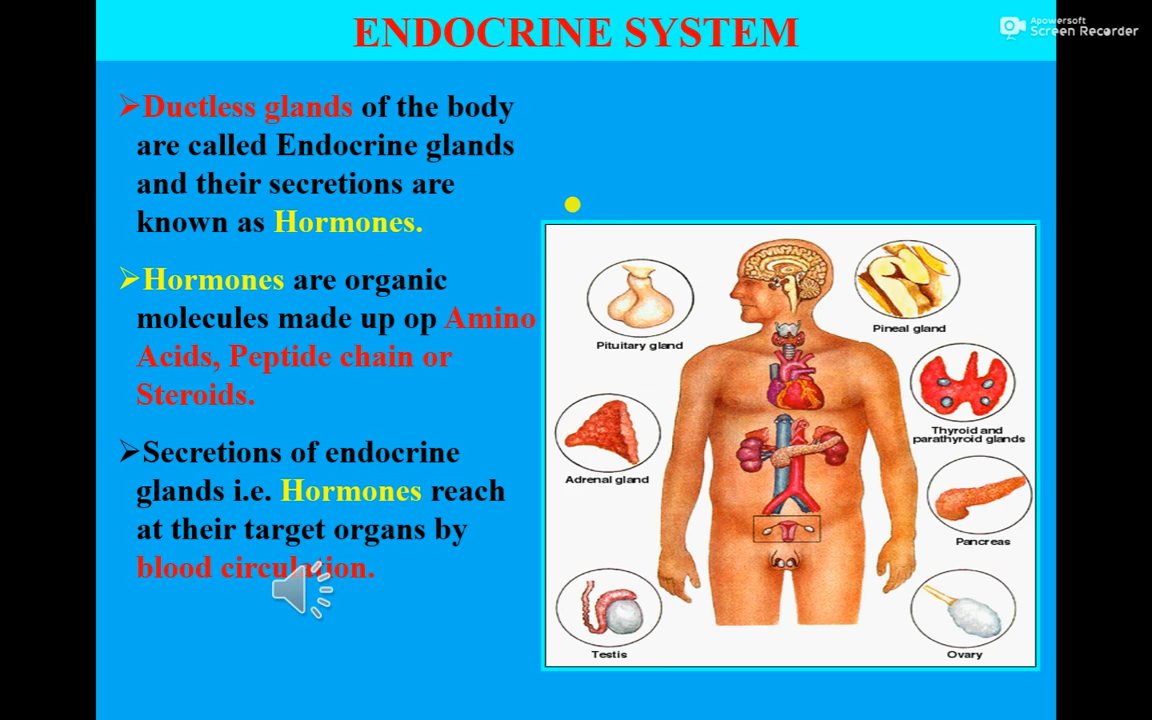 ENDOCRINE SYSTEM
Apowersoft
Screen Recorder
➢Ductless glands of the body
are called Endocrine glands
and their secretions are
known as Hormones.
➢Hormones are organic
molecules made up op Amino
Acids, Peptide chain or
Steroids.
➢Secretions of endocrine
glands i.e. Hormones reach
at their target organs by
blood circulation.
Pituitary gland
Pineal gland
Thyroid and
parathyroid glands
Adrenal gland
Pancreas
Testis
Ovary